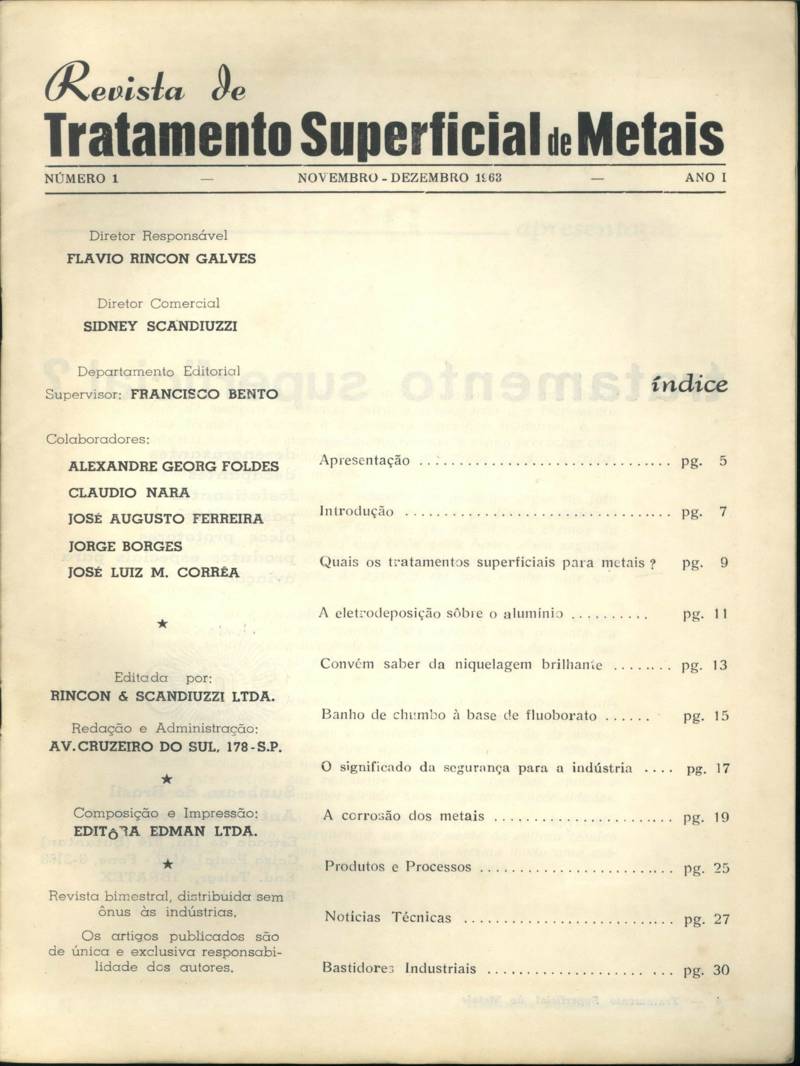 Revista de
Tratamento Superficial de Metais
NÚMERO 1 — NOVEMBRO - DEZEMBRO 1963 — ANO I
Diretor Responsável
FLAVIO RINCON GALVES
Diretor Comercial
SIDNEY SCANDIUZZI
Departamento Editorial
Supervisor: FRANCISCO BENTO
Colaboradores:
ALEXANDRE GEORG FOLDES
CLAUDIO NARA
JOSÉ AUGUSTO FERREIRA
JORGE BORGES
JOSÉ LUIZ M. CORRÊA
★
Editada por:
RINCON & SCANDIUZZI LTDA.
Redação e Administração:
AV. CRUZEIRO DO SUL, 178 - S.P.
★
Composição e Impressão:
EDITÔRA EDMAN LTDA.
★
Revista bimestral, distribuida sem
ônus às indústrias.
Os artigos publicados são
de única e exclusiva responsabi-
lidade dos autores.
índice
Apresentação ................................ pg. 5
Introdução .................................. pg. 7
Quais os tratamentos superficiais para metais ? pg. 9
A eletrodeposição sôbre o alumínio .......... pg. 11
Convém saber da niquelagem brilhante ........ pg. 13
Banho de chumbo à base de fluoborato ...... pg. 15
O significado da segurança para a indústria .... pg. 17
A corrosão dos metais ....................... pg. 19
Produtos e Processos ......................... pg. 25
Notícias Técnicas ........................... pg. 27
Bastidores Industriais ........................ pg. 30